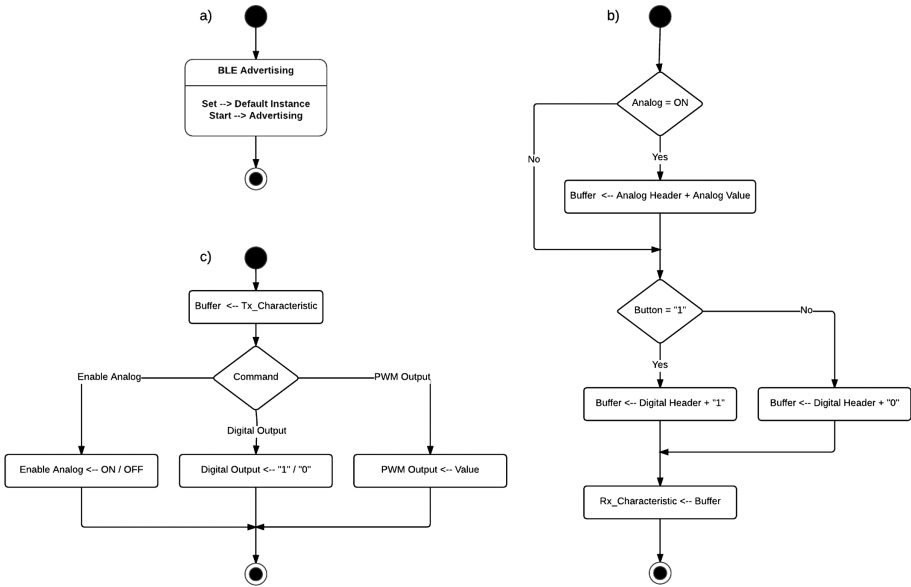 a)
BLE Advertising
Set --> Default Instance
Start --> Advertising
b)
Analog = ON
No
Yes
Buffer <-- Analog Header + Analog Value
Button = "1"
No
Yes
Buffer <-- Digital Header + "1"
Buffer <-- Digital Header + "0"
Rx_Characteristic <-- Buffer
c)
Buffer <-- Tx_Characteristic
Command
Enable Analog
PWM Output
Digital Output
Enable Analog <-- ON / OFF
Digital Output <-- "1" / "0"
PWM Output <-- Value